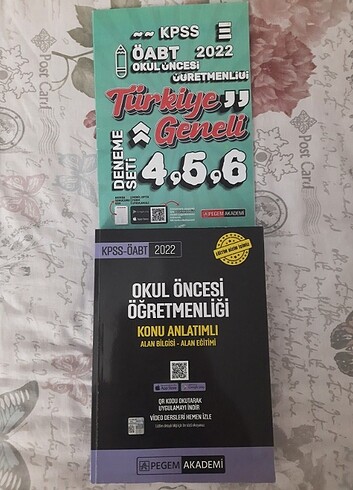 KPSS
ÖABT 2022
OKUL ÖNCESİ
ÖĞRETMENLİĞİ
Türkiye
Geneli
DENEME
SETİ
4,5,6
PEGEM AKADEMİ
KPSS-ÖABT 2022
OKUL ÖNCESİ
ÖĞRETMENLİĞİ
KONU ANLATIMLI
ALAN BİLGİSİ - ALAN EĞİTİMİ
QR KODU OKUTARAK
UYGULAMAYI İNDİR
VİDEO DERSLERİ HEMEN İZLE
PEGEM AKADEMİ
Post Card